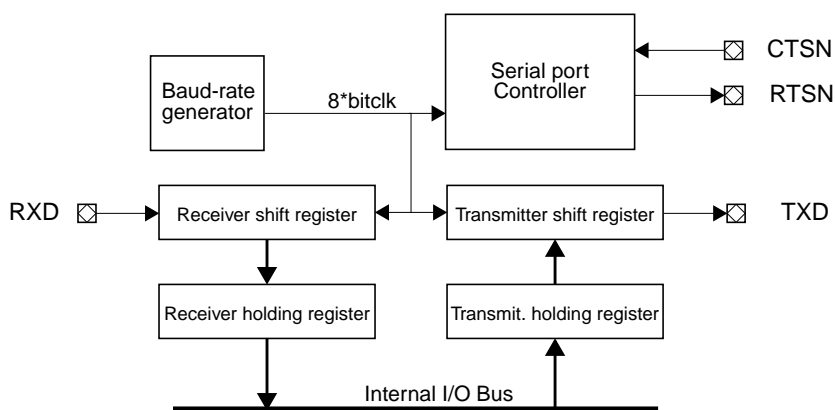 CTSN
Serial port
Controller
Baud-rate
generator
8*bitclk
RTSN
RXD
Receiver shift register
Transmitter shift register
TXD
Receiver holding register
Transmit. holding register
Internal I/O Bus